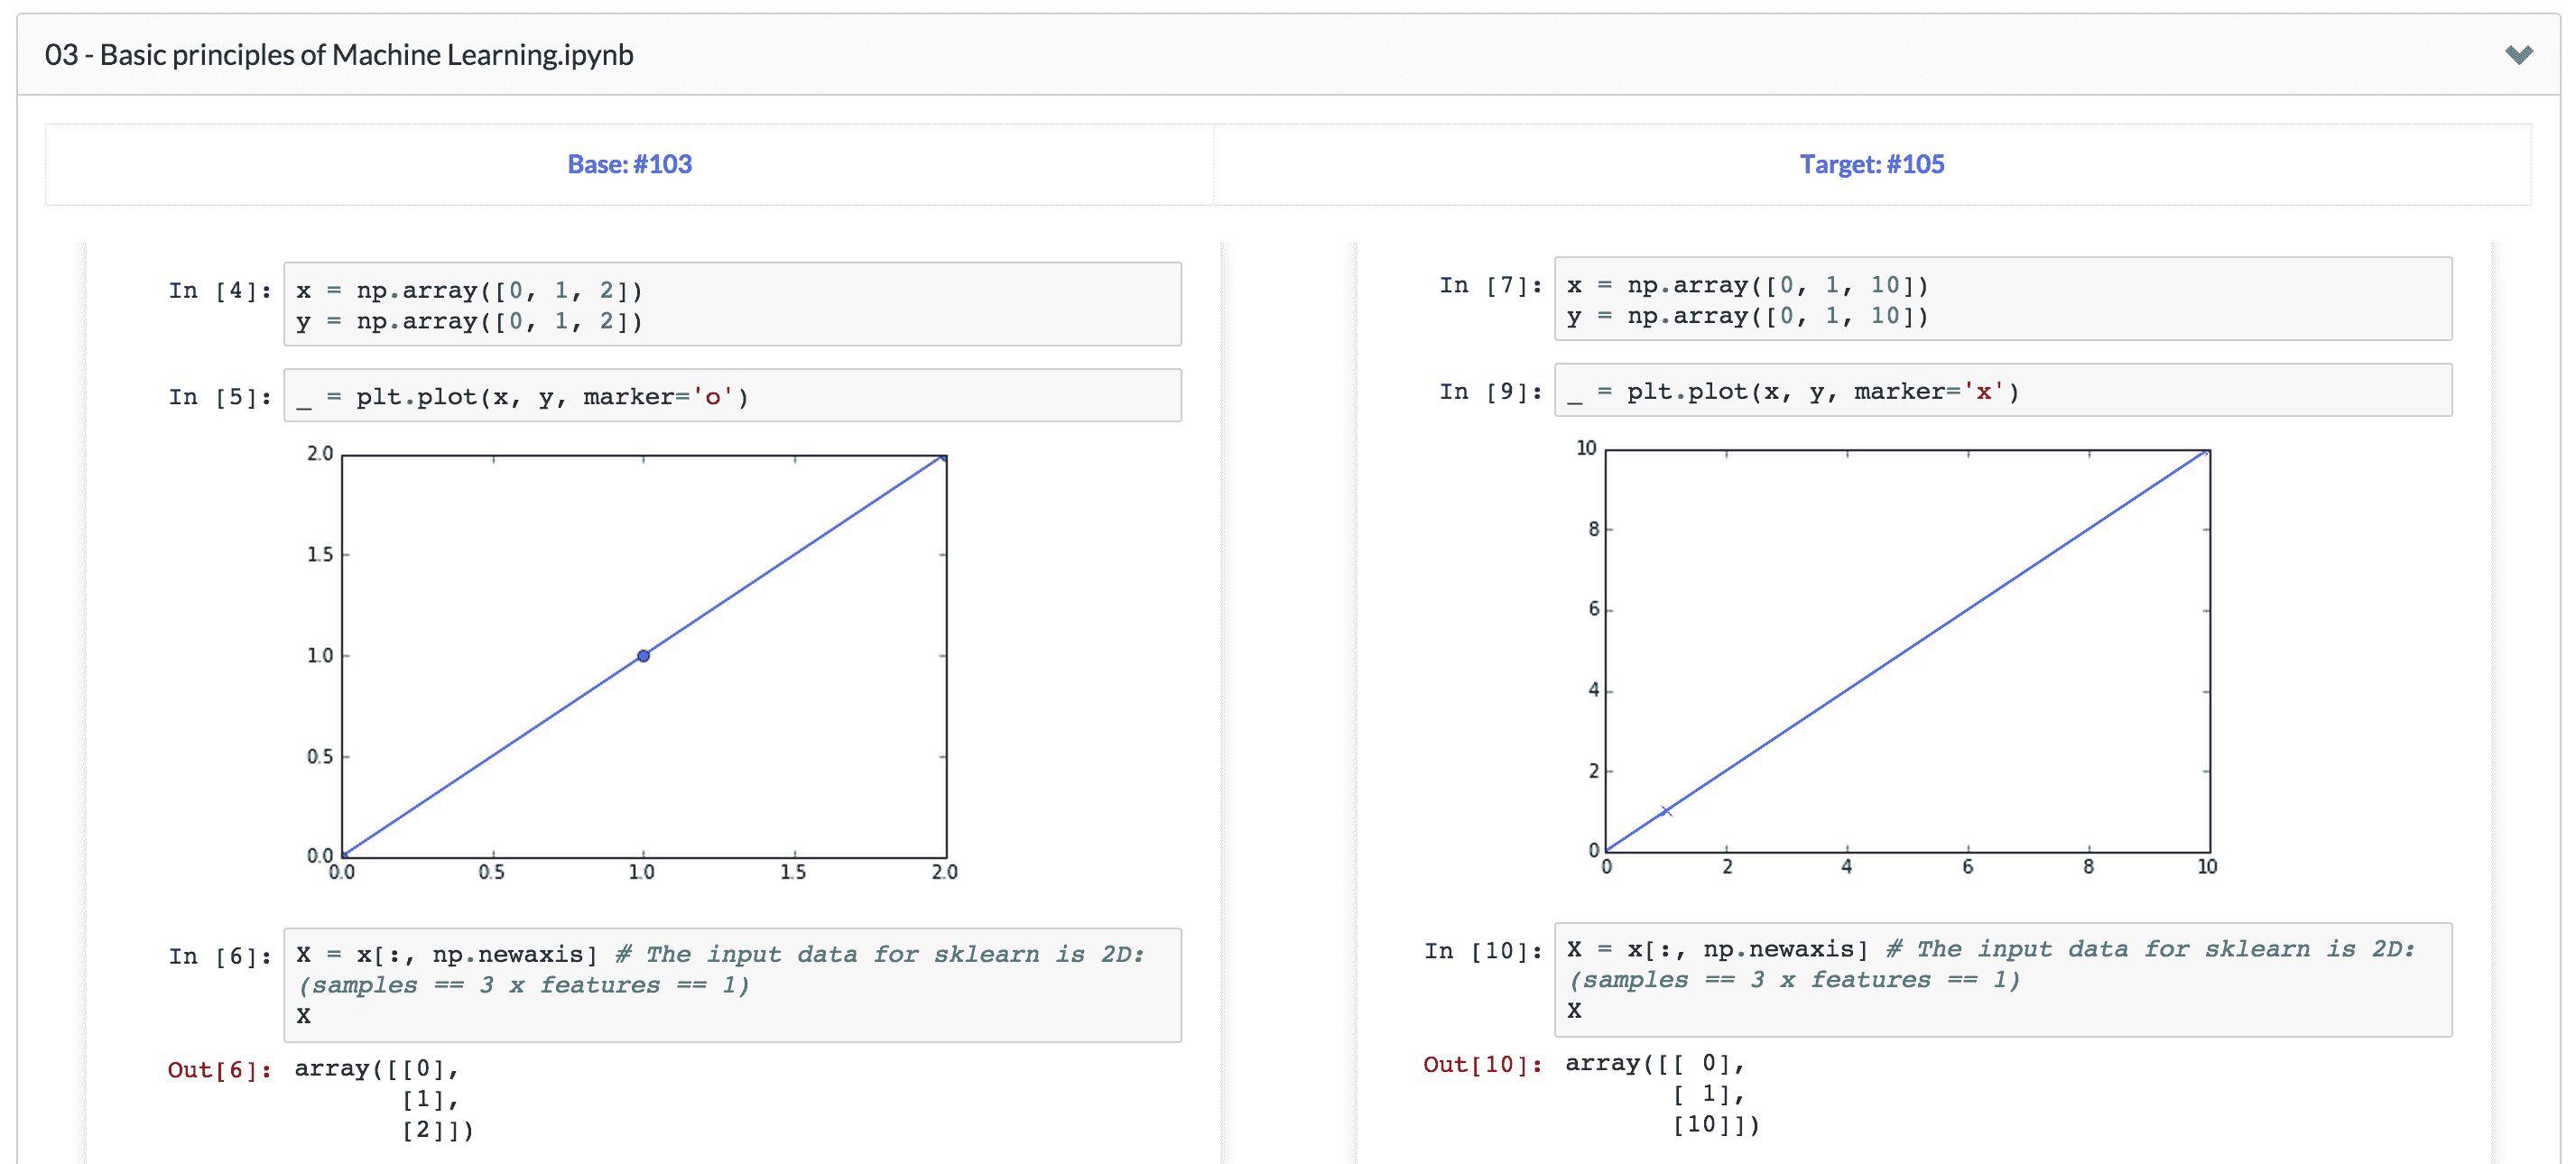 03 - Basic principles of Machine Learning.ipynb
Base: #103
Target: #105
In [4]: x = np.array([0, 1, 2])
y = np.array([0, 1, 2])
In [5]: _ = plt.plot(x, y, marker='o')
2.0
1.5
1.0
0.5
0.0
0.0 0.5 1.0 1.5 2.0
In [6]: X = x[:, np.newaxis] # The input data for sklearn is 2D:
(samples == 3 x features == 1)
X
Out[6]: array([[0],
[1],
[2]])
In [7]: x = np.array([0, 1, 10])
y = np.array([0, 1, 10])
In [9]: _ = plt.plot(x, y, marker='x')
10
8
6
4
2
0
0 2 4 6 8 10
In [10]: X = x[:, np.newaxis] # The input data for sklearn is 2D:
(samples == 3 x features == 1)
X
Out[10]: array([[ 0],
[ 1],
[10]])